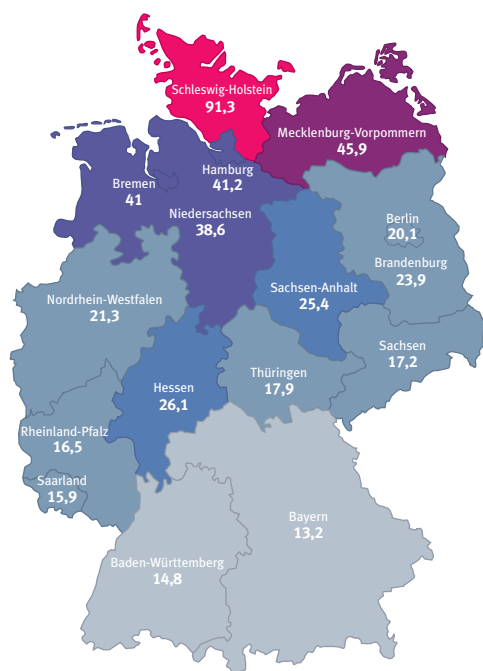 Schleswig-Holstein
91,3
Mecklenburg-Vorpommern
45,9
Hamburg
41,2
Bremen
41
Niedersachsen
38,6
Berlin
20,1
Brandenburg
23,9
Nordrhein-Westfalen
21,3
Sachsen-Anhalt
25,4
Sachsen
17,2
Thüringen
17,9
Hessen
26,1
Rheinland-Pfalz
16,5
Saarland
15,9
Bayern
13,2
Baden-Württemberg
14,8